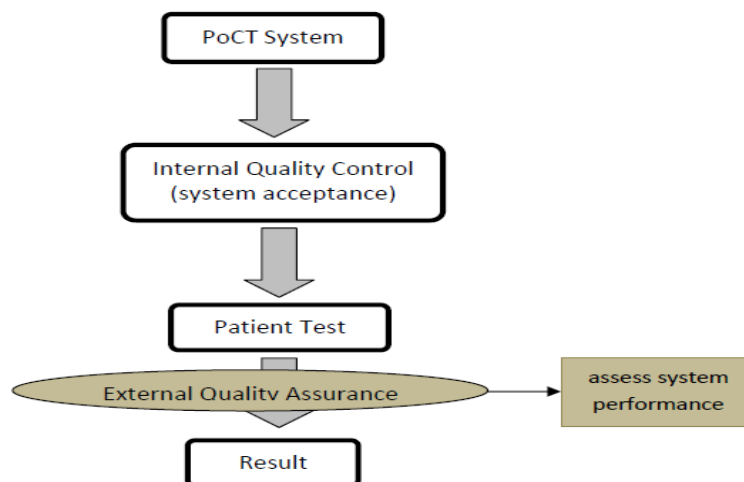 PoCT System
Internal Quality Control
(system acceptance)
Patient Test
External Quality Assurance
assess system
performance
Result